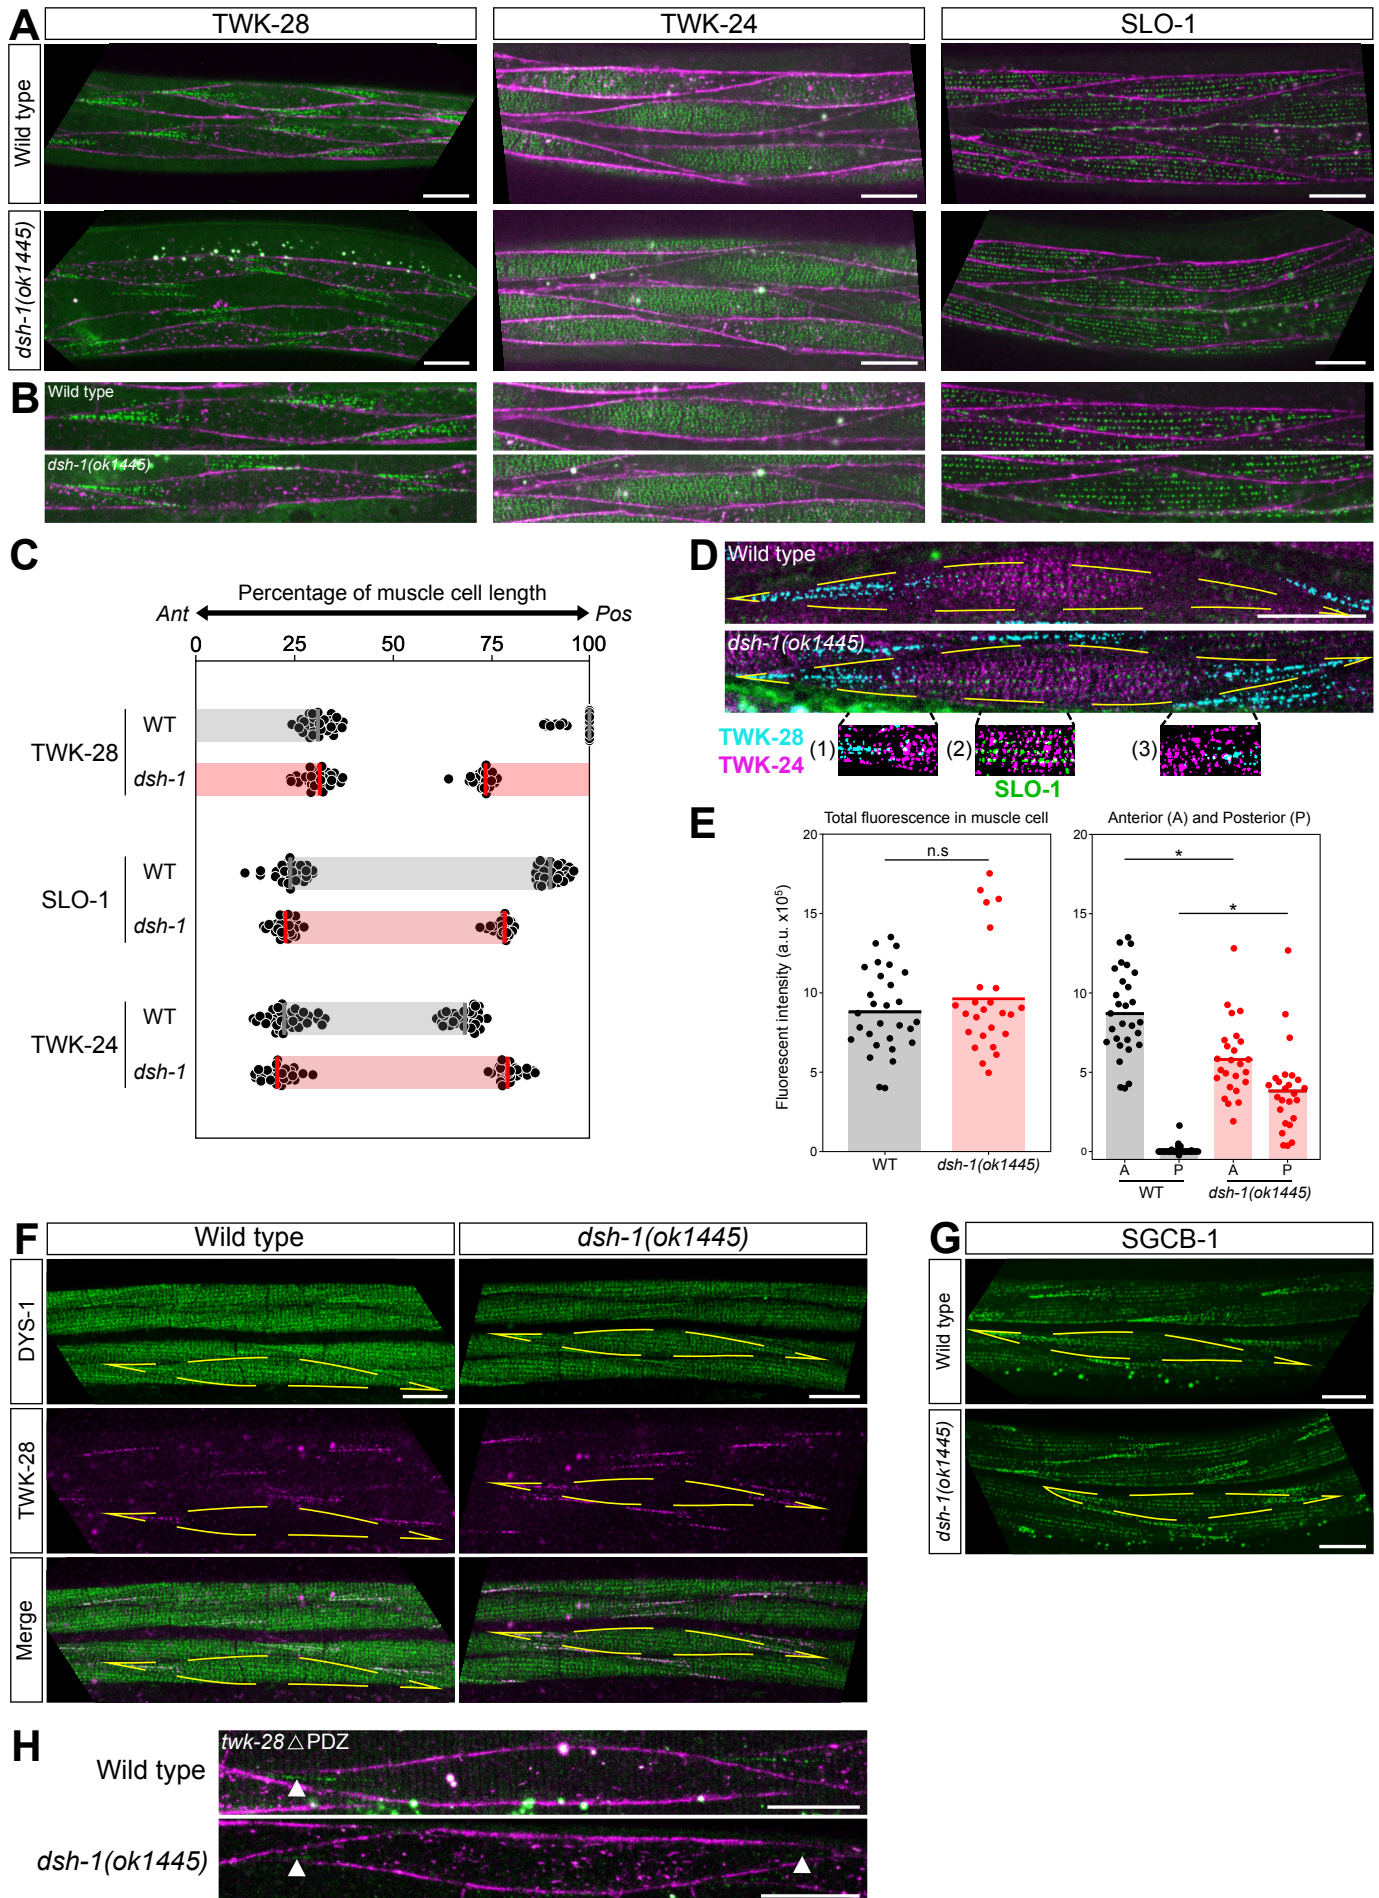 A
TWK-28
TWK-24
SLO-1
Wild type
dsh-1(ok1445)
B
Wild type
dsh-1(ok1445)
C
Percentage of muscle cell length
Ant
Pos
0 25 50 75 100
TWK-28
WT
dsh-1
SLO-1
WT
dsh-1
TWK-24
WT
dsh-1
D
Wild type
dsh-1(ok1445)
TWK-28
TWK-24
(1)
(2)
(3)
SLO-1
E
Total fluorescence in muscle cell
Anterior (A) and Posterior (P)
Fluorescent intensity (a.u. x10⁵)
20
15
10
5
0
n.s
WT
dsh-1(ok1445)
20
15
10
5
0
*
*
A P A P
WT
dsh-1(ok1445)
F
Wild type
dsh-1(ok1445)
DYS-1
TWK-28
Merge
G
SGCB-1
Wild type
dsh-1(ok1445)
H
twk-28△PDZ
Wild type
dsh-1(ok1445)